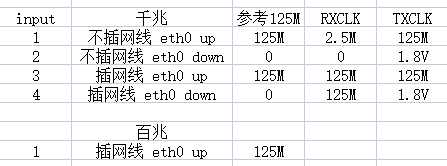 input 千兆 参考125M RXCLK TXCLK
1 不插网线 eth0 up 125M 2.5M 125M
2 不插网线 eth0 down 0 0 1.8V
3 插网线 eth0 up 125M 125M 125M
4 插网线 eth0 down 0 125M 1.8V
百兆
1 插网线 eth0 up 125M